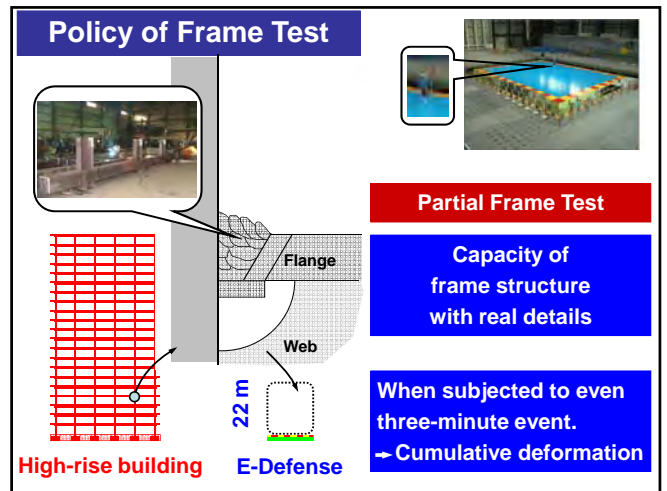 Policy of Frame Test
Flange
Web
22 m
High-rise building
E-Defense
Partial Frame Test
Capacity of
frame structure
with real details
When subjected to even
three-minute event.
→ Cumulative deformation